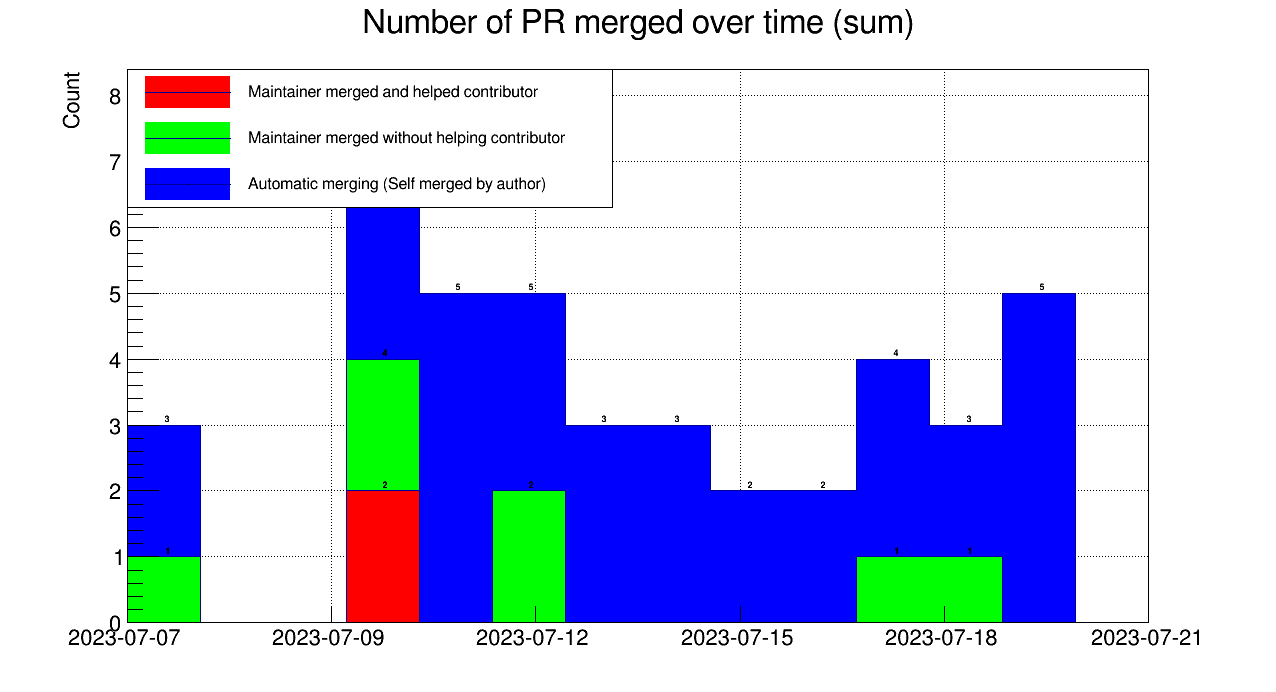 Number of PR merged over time (sum)
Count
Maintainer merged and helped contributor
Maintainer merged without helping contributor
Automatic merging (Self merged by author)
8
7
6
5
4
3
2
1
0
5 5 5
4 4
3 3 3 3
2 2 2 2
1 1 1
2023-07-07 2023-07-09 2023-07-12 2023-07-15 2023-07-18 2023-07-21